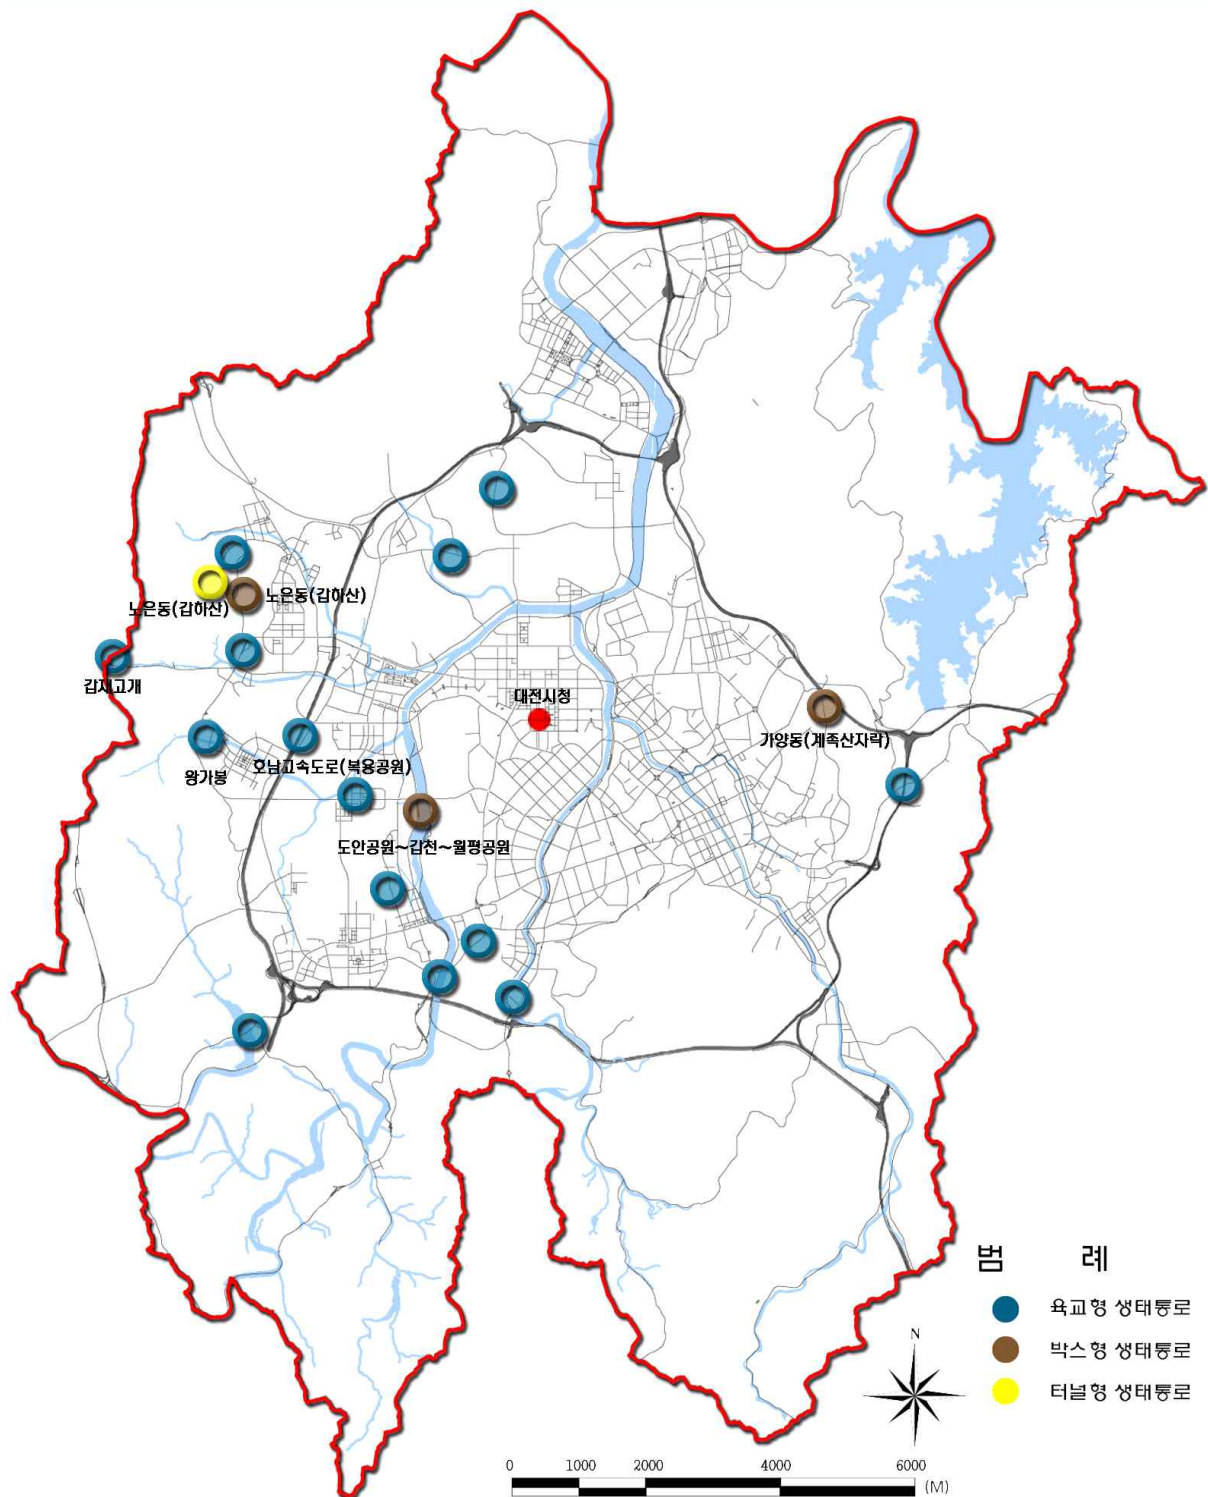 노은동(갑하산)
노은동(갑하산)
갑지고개
대전시청
가양동(계족산자락)
왕가봉
호남고속도로(복용공원)
도안공원~갑천~월평공원
범 례
육교형 생태통로
박스형 생태통로
터널형 생태통로
N
0 1000 2000 4000 6000
(M)